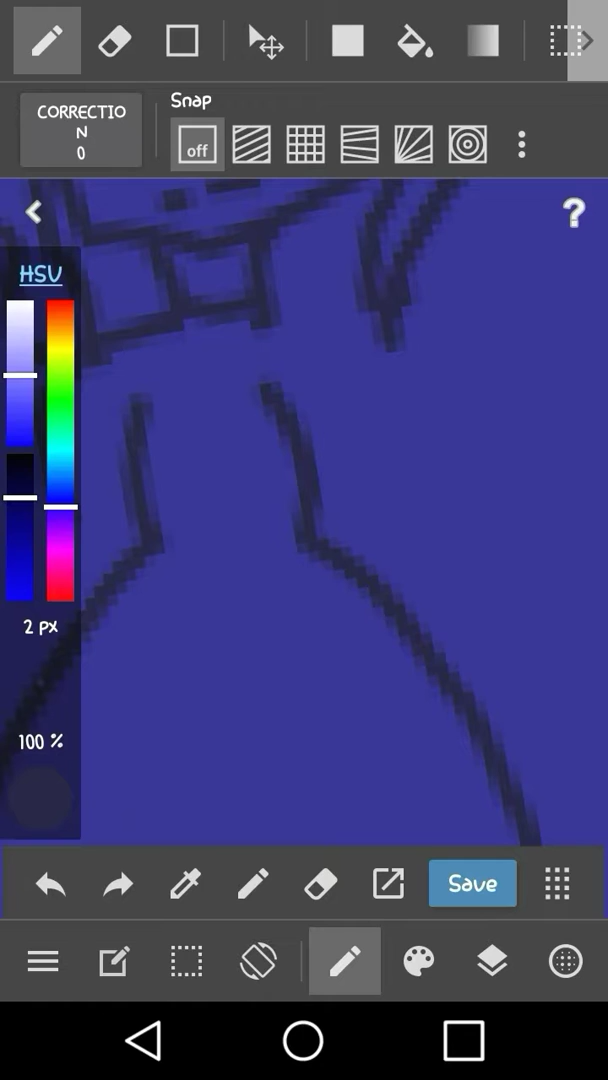 CORRECTIO
N
0
Snap
off
?
HSV
2 px
100 %
Save